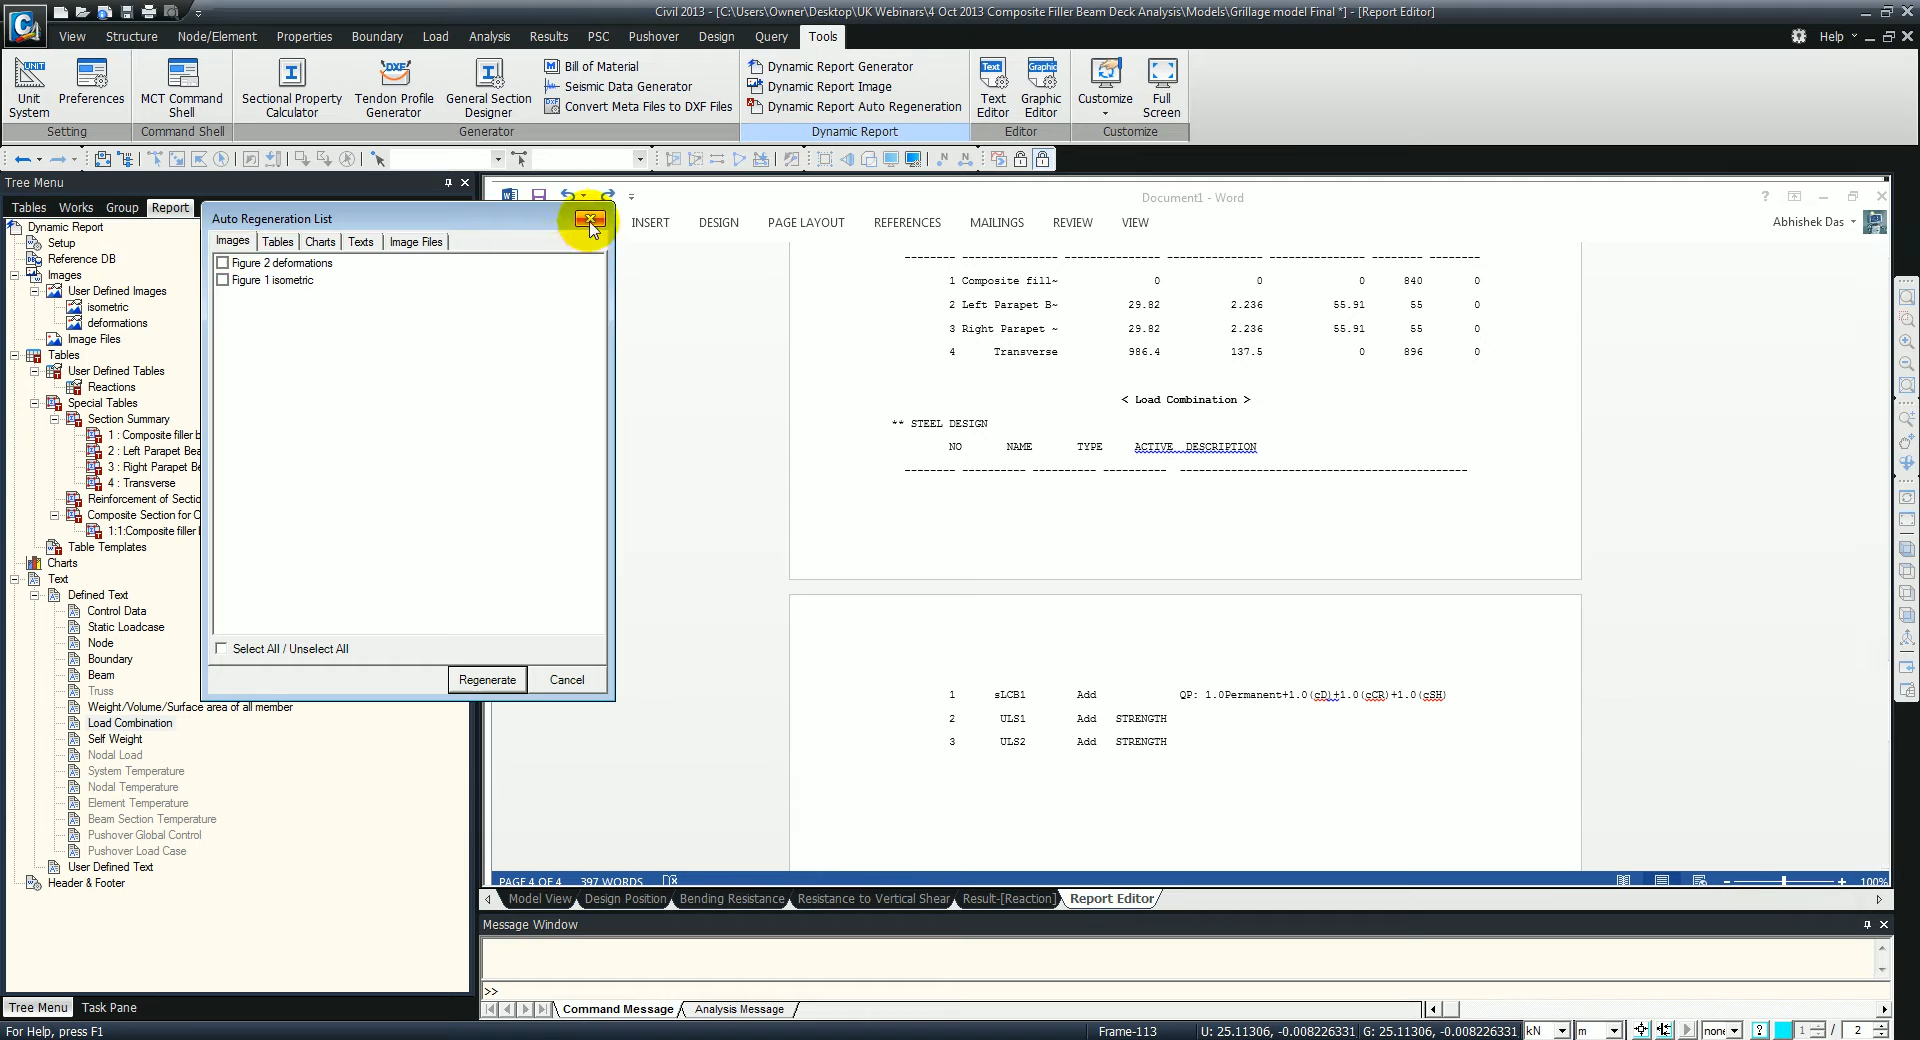 Civil 2013 - [C:\Users\Owner\Desktop\UK Webinars\4 Oct 2013 Composite Filler Beam Deck Analysis\Models\Grillage model Final *] - [Report Editor]
View Structure Node/Element Properties Boundary Load Analysis Results PSC Pushover Design Query Tools Help
Unit System
Preferences
MCT Command Shell
Sectional Property Calculator
Tendon Profile Generator
General Section Designer
Bill of Material
Seismic Data Generator
Convert Meta Files to DXF Files
Dynamic Report Generator
Dynamic Report Image
Dynamic Report Auto Regeneration
Text Editor
Graphic Editor
Customize
Full Screen
Setting Command Shell Generator Dynamic Report Editor Customize
Tree Menu
Tables Works Group Report
Dynamic Report
Setup
Reference DB
Images
User Defined Images
isometric
deformations
Image Files
Tables
User Defined Tables
Reactions
Special Tables
Section Summary
1 : Composite filler b
2 : Left Parapet Bea
3 : Right Parapet Be
4 : Transverse
Reinforcement of Sectio
Composite Section for C
1:1:Composite filler
Table Templates
Charts
Text
Defined Text
Control Data
Static Loadcase
Node
Boundary
Beam
Truss
Weight/Volume/Surface area of all member
Load Combination
Self Weight
Nodal Load
System Temperature
Nodal Temperature
Element Temperature
Beam Section Temperature
Pushover Global Control
Pushover Load Case
User Defined Text
Header & Footer
Tree Menu Task Pane
Auto Regeneration List
Images Tables Charts Texts Image Files
Figure 2 deformations
Figure 1 isometric
Select All / Unselect All
Regenerate Cancel
Document1 - Word
INSERT DESIGN PAGE LAYOUT REFERENCES MAILINGS REVIEW VIEW Abhishek Das
-------- -------------- -------------- -------------- -------------- -------- --------
1 Composite fill~ 0 0 0 840 0
2 Left Parapet B~ 29.82 2.236 55.91 55 0
3 Right Parapet ~ 29.82 2.236 55.91 55 0
4 Transverse 986.4 137.5 0 896 0
< Load Combination >
** STEEL DESIGN
NO NAME TYPE ACTIVE DESCRIPTION
-------- ---------- ---------- ---------- ---------------------------------------------
1 sLCB1 Add QP: 1.0Permanent+1.0(cD)+1.0(cCR)+1.0(cSH)
2 ULS1 Add STRENGTH
3 ULS2 Add STRENGTH
PAGE 4 OF 4 397 WORDS 100%
Model View Design Position Bending Resistance Resistance to Vertical Shear Result-[Reaction] Report Editor
Message Window
>>
Command Message Analysis Message
For Help, press F1 Frame-113 U: 25.11306, -0.008226331 G: 25.11306, -0.008226331 kN m none ? 1 / 2